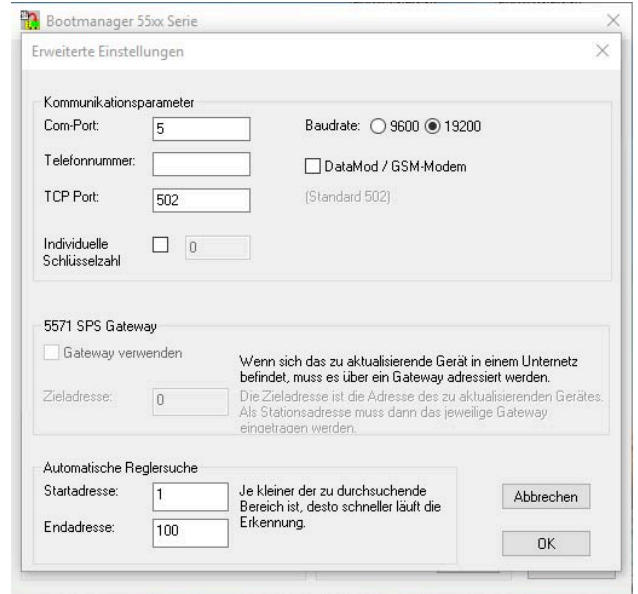 Bootmanager 55xx Serie
Erweiterte Einstellungen
Kommunikationsparameter
Com-Port: 5 Baudrate: 9600 19200
Telefonnummer: DataMod / GSM-Modem
TCP Port: 502 (Standard 502)
Individuelle
Schlüsselzahl 0
5571 SPS Gateway
Gateway verwenden
Wenn sich das zu aktualisierende Gerät in einem Unternetz
befindet, muss es über ein Gateway adressiert werden.
Zieladresse: 0
Die Zieladresse ist die Adresse des zu aktualisierenden Gerätes.
Als Stationsadresse muss dann das jeweilige Gateway
eingetragen werden.
Automatische Reglersuche
Startadresse: 1
Endadresse: 100
Je kleiner der zu durchsuchende
Bereich ist, desto schneller läuft die
Erkennung.
Abbrechen
OK